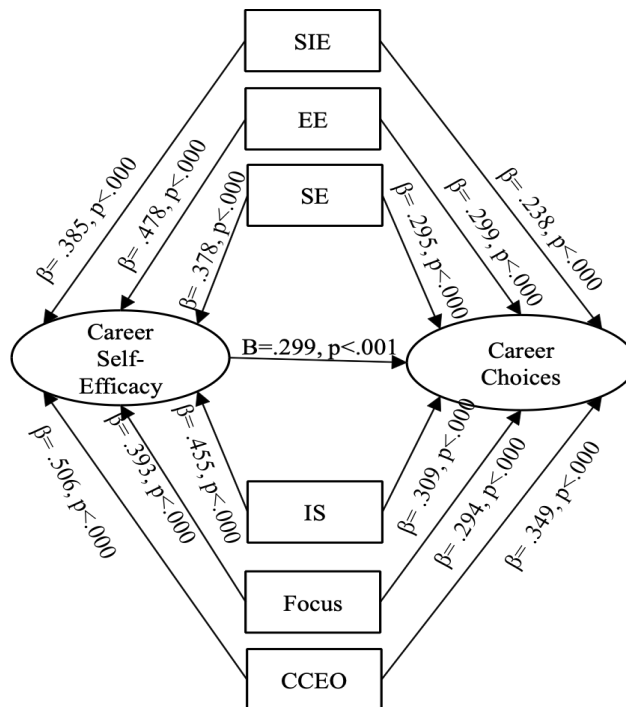 SIE
EE
SE
β= .385, p<.000
β= .478, p<.000
β= .378, p<.000
β= .295, p<.000
β= .299, p<.000
β= .238, p<.000
Career
Self-
Efficacy
B=.299, p<.001
Career
Choices
β= .506, p<.000
β= .393, p<.000
β= .455, p<.000
β= .309, p<.000
β= .294, p<.000
β= .349, p<.000
IS
Focus
CCEO